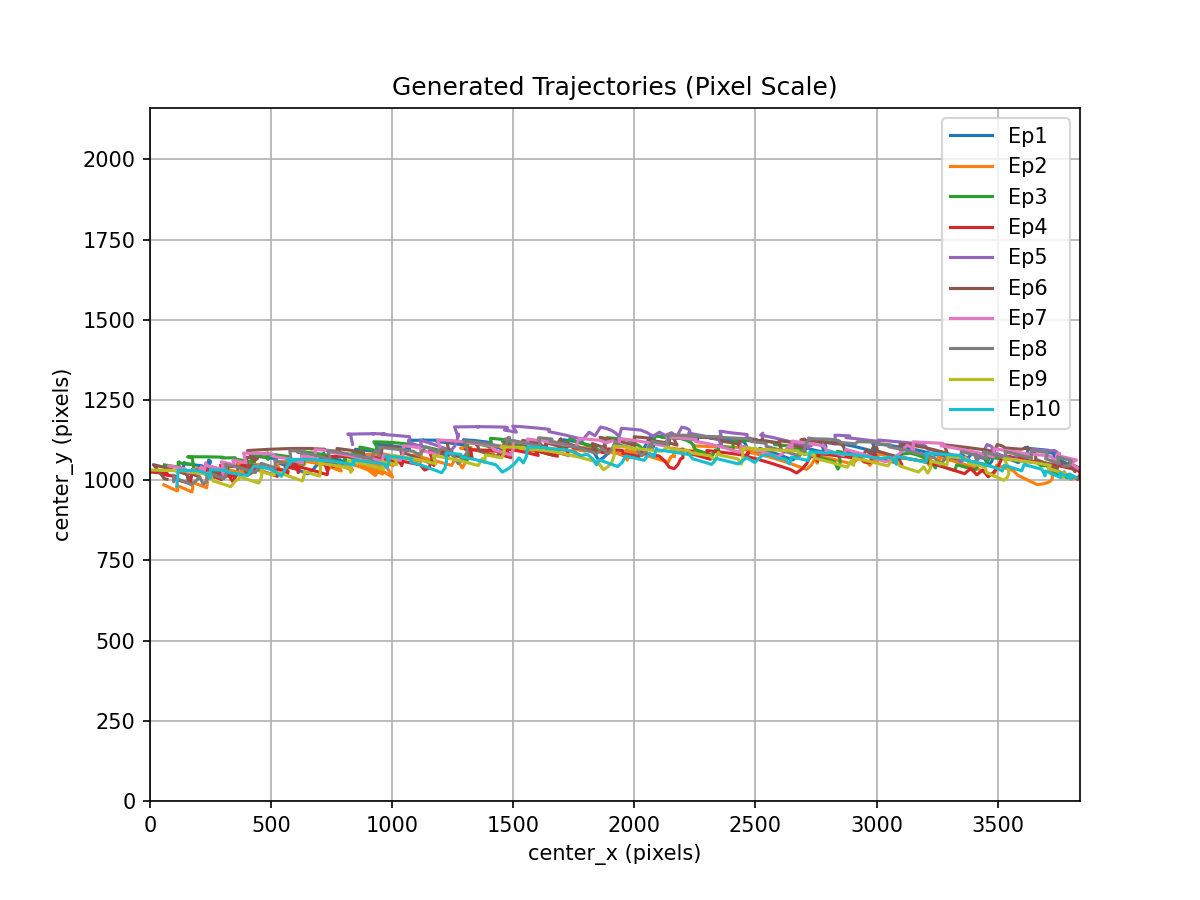 Generated Trajectories (Pixel Scale)
center_y (pixels)
2000
1750
1500
1250
1000
750
500
250
0
Ep1
Ep2
Ep3
Ep4
Ep5
Ep6
Ep7
Ep8
Ep9
Ep10
0 500 1000 1500 2000 2500 3000 3500
center_x (pixels)